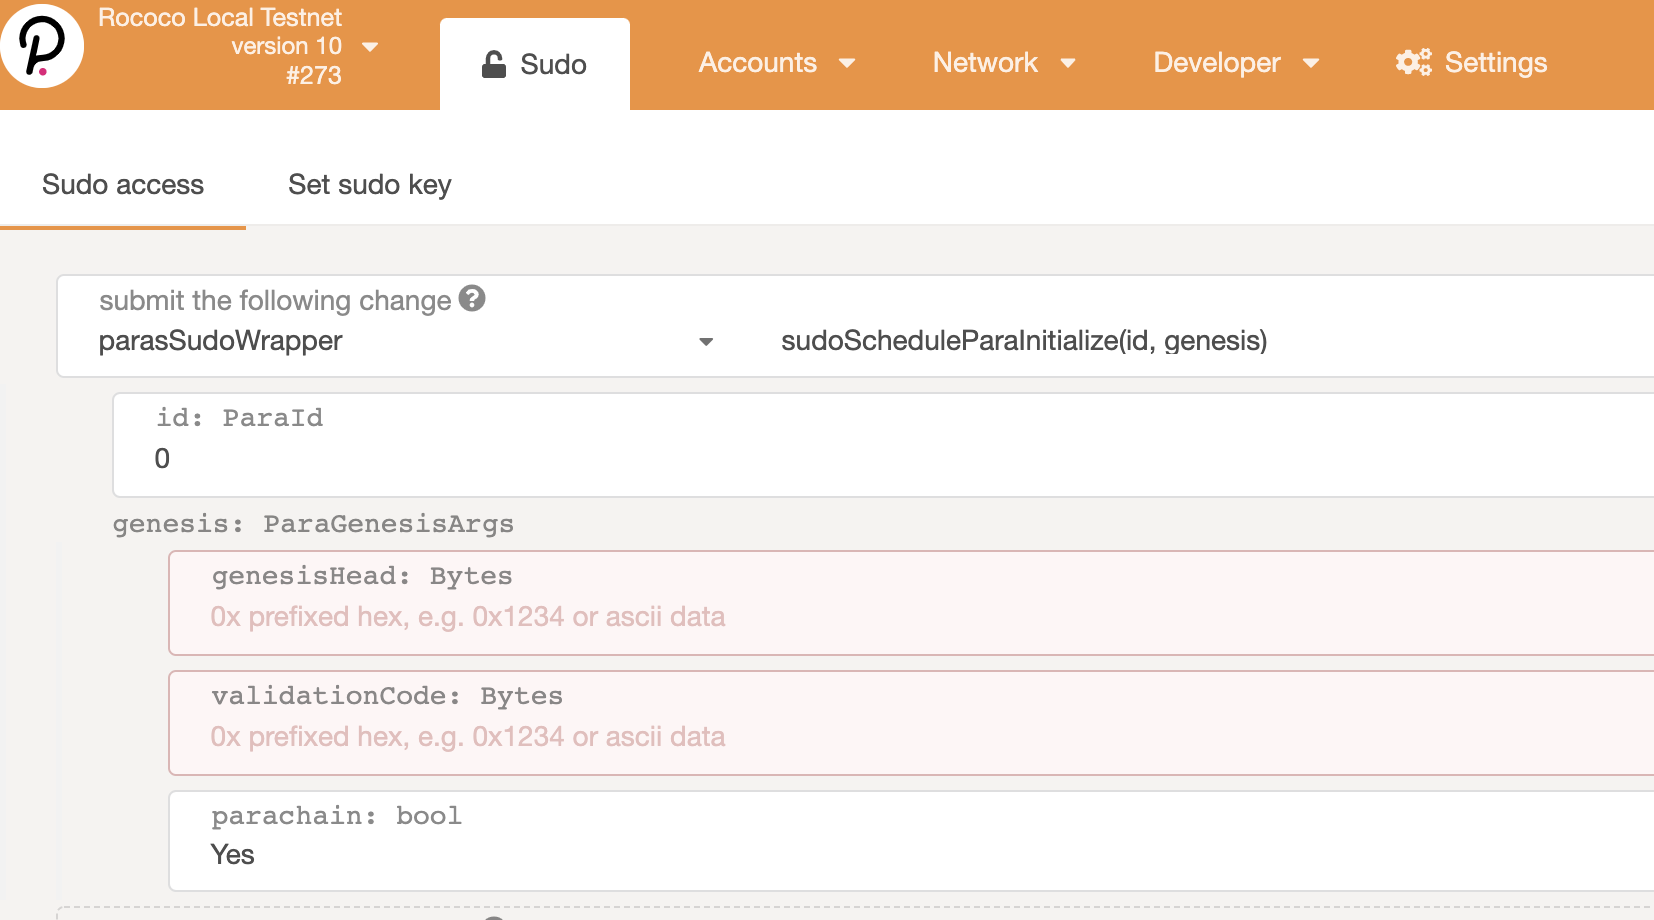 Rococo Local Testnet
version 10
#273
Sudo
Accounts
Network
Developer
Settings
Sudo access
Set sudo key
submit the following change
parasSudoWrapper
sudoScheduleParaInitialize(id, genesis)
id: ParaId
0
genesis: ParaGenesisArgs
genesisHead: Bytes
0x prefixed hex, e.g. 0x1234 or ascii data
validationCode: Bytes
0x prefixed hex, e.g. 0x1234 or ascii data
parachain: bool
Yes